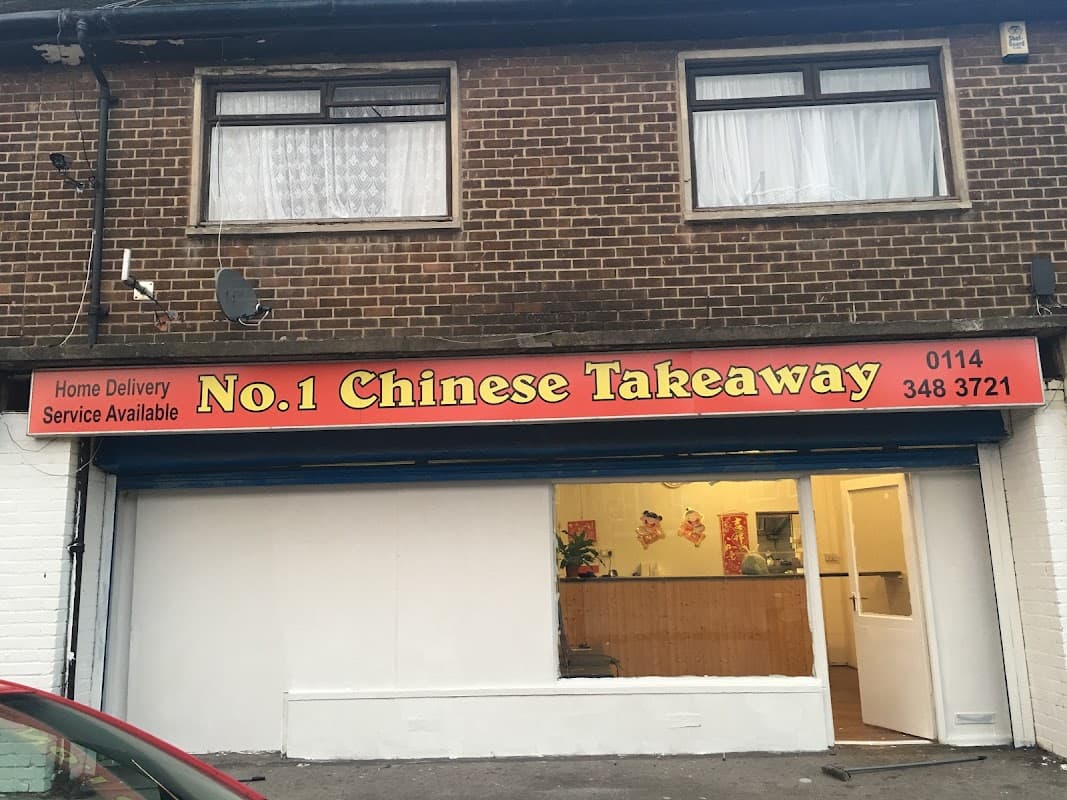 Home Delivery
Service Available
No.1 Chinese Takeaway
0114
348 3721